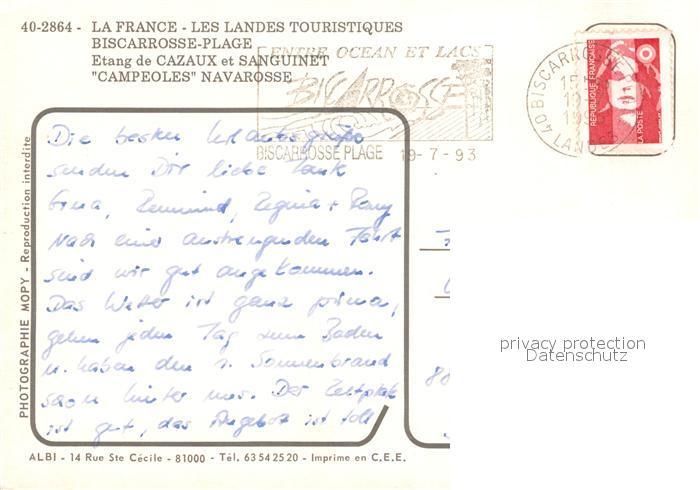 40-2864 - LA FRANCE - LES LANDES TOURISTIQUES
BISCARROSSE-PLAGE
Etang de CAZAUX et SANGUINET
"CAMPEOLES" NAVAROSSE
ENTRE OCEAN ET LACS
BISCARROSSE
BISCARROSSE PLAGE 19-7-93
40 BISCARROSSE
LANDES
RÉPUBLIQUE FRANÇAISE
LA POSTE
PHOTOGRAPHIE MOPY - Reproduction interdite
Die besten Urlaubsgrüße
senden Dir liebe Tante
Erna, Regina +
Nach einer anstrengenden Fahrt
sind wir gut angekommen.
Das Wetter ist ganz prima,
gehen jeden Tag zum Baden
u. haben den 1. Sonnenbrand
schon hinter uns. Der Zeltplatz
ist gut, das Angebot ist toll
privacy protection
Datenschutz
ALBI - 14 Rue Ste Cécile - 81000 - Tél. 63 54 25 20 - Imprime en C.E.E.